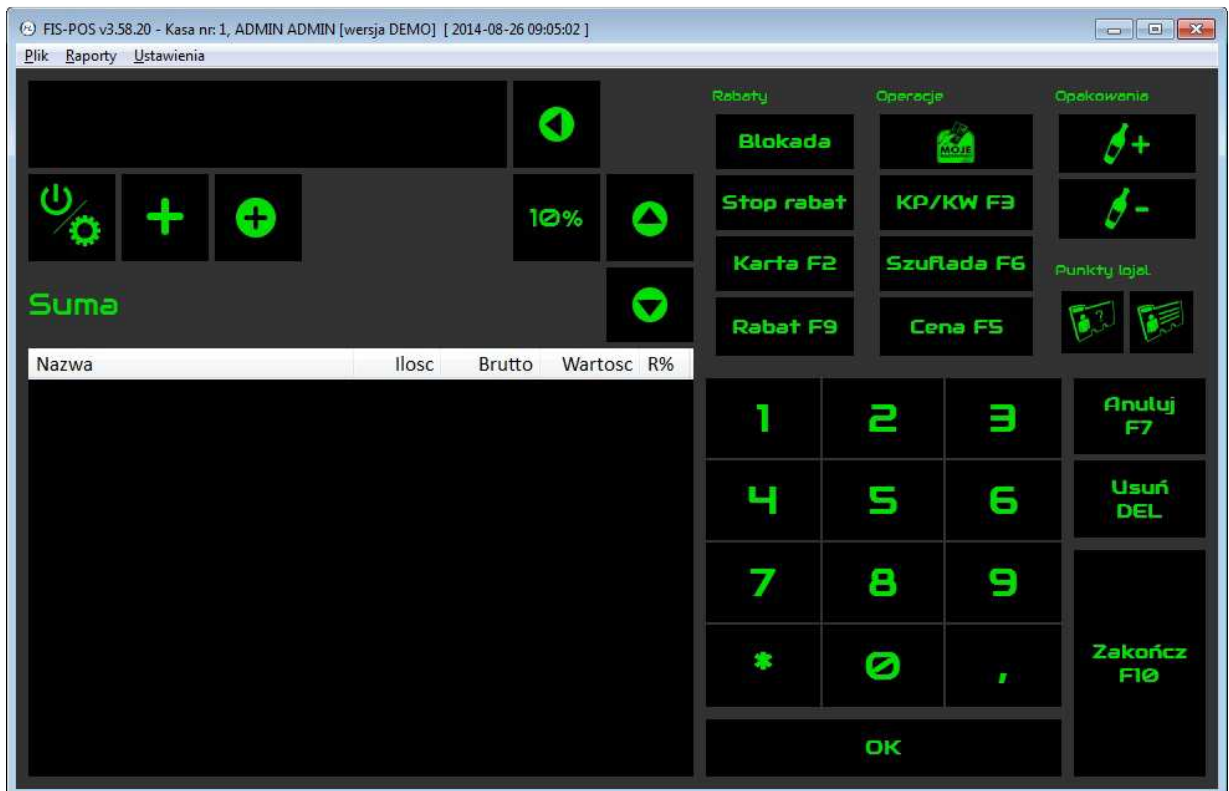 FIS-POS v3.58.20 - Kasa nr: 1, ADMIN ADMIN [wersja DEMO] [ 2014-08-26 09:05:02 ]
Plik Raporty Ustawienia
Rabaty Operacje Opakowania
Blokada MOJE +
Stop rabat KP/KW F3 -
10%
Karta F2 Szuflada F6 Punkty lojal.
Suma
Rabat F9 Cena F5
Nazwa Ilosc Brutto Wartosc R%
1 2 3 Anuluj
F7
4 5 6 Usuń
DEL
7 8 9
* 0 , Zakończ
F10
OK